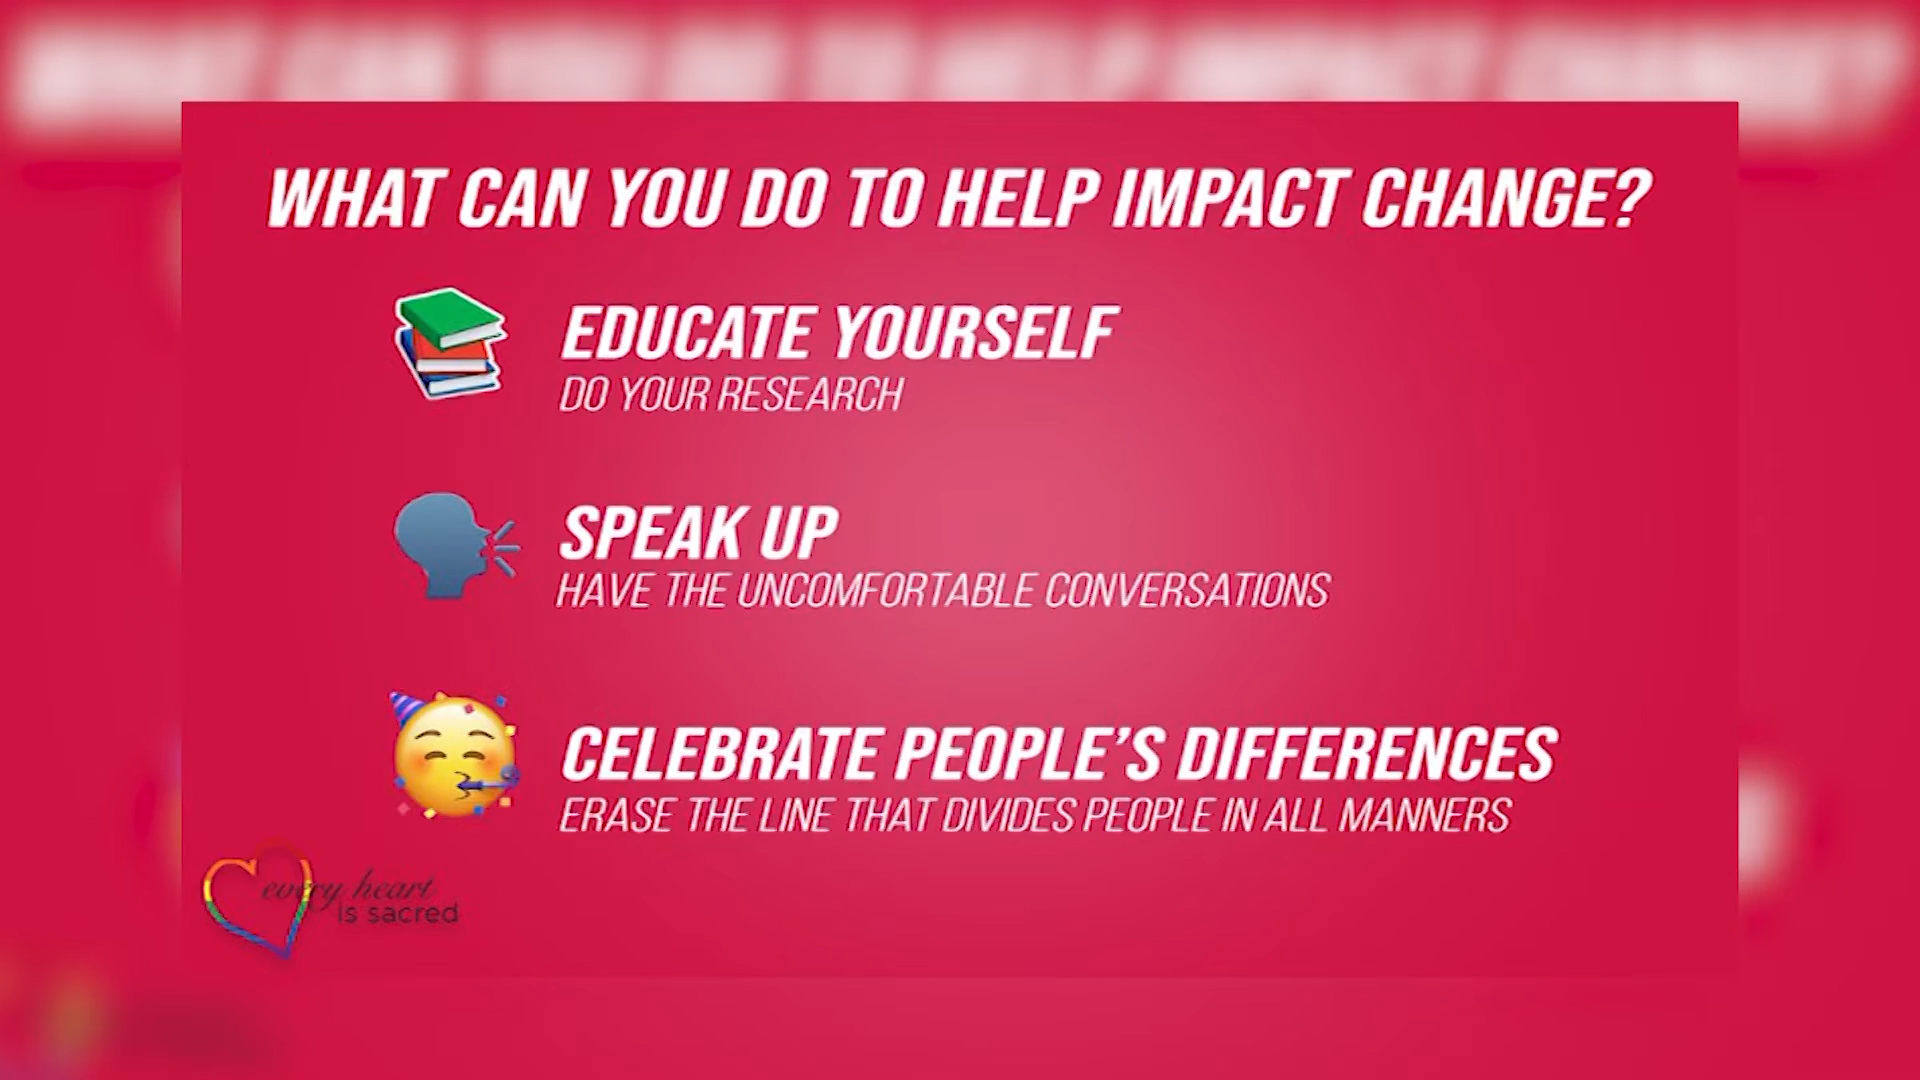 WHAT CAN YOU DO TO HELP IMPACT CHANGE?
EDUCATE YOURSELF
DO YOUR RESEARCH
SPEAK UP
HAVE THE UNCOMFORTABLE CONVERSATIONS
CELEBRATE PEOPLE'S DIFFERENCES
ERASE THE LINE THAT DIVIDES PEOPLE IN ALL MANNERS
every heart
is sacred